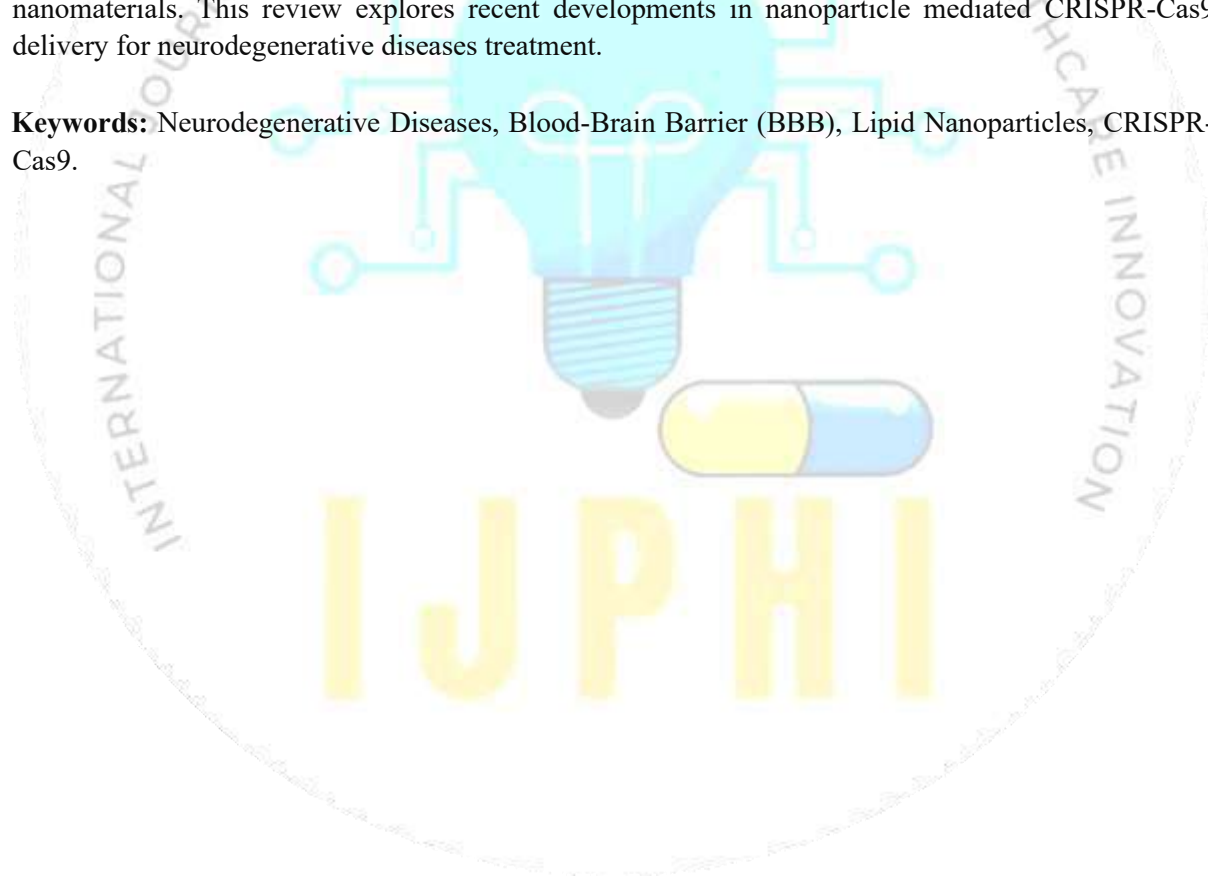 nanomaterials. This review explores recent developments in nanoparticle mediated CRISPR-Cas9
delivery for neurodegenerative diseases treatment.
Keywords: Neurodegenerative Diseases, Blood-Brain Barrier (BBB), Lipid Nanoparticles, CRISPR-
Cas9.
INTERNATIONAL JOUR
HCARE INNOVATION
IJPHI